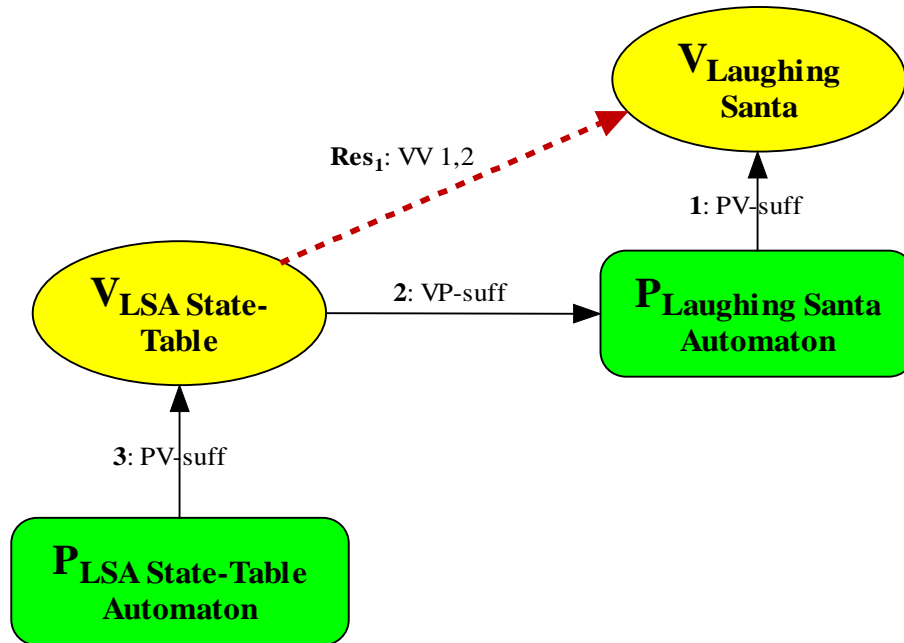 V Laughing
Santa
Res1: VV 1,2
1: PV-suff
V LSA State-
Table
2: VP-suff
P Laughing Santa
Automaton
3: PV-suff
P LSA State-Table
Automaton